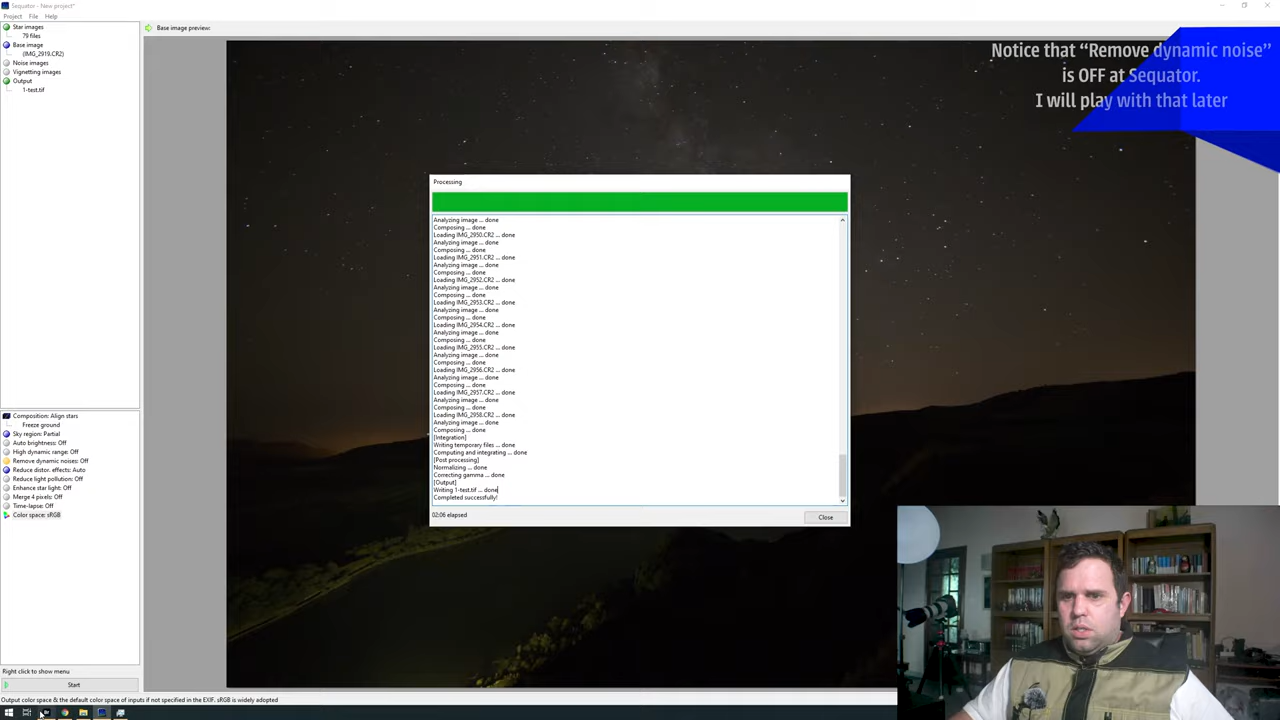 Sequator - New project*
Project File Help
Star images
79 files
Base image
(IMG_2919.CR2)
Noise images
Vignetting images
Output
1-test.tif
Base image preview:
Notice that “Remove dynamic noise”
is OFF at Sequator.
I will play with that later
Processing
Analyzing image ... done
Composing ... done
Loading IMG_2950.CR2 ... done
Analyzing image ... done
Composing ... done
Loading IMG_2951.CR2 ... done
Analyzing image ... done
Composing ... done
Loading IMG_2952.CR2 ... done
Analyzing image ... done
Composing ... done
Loading IMG_2953.CR2 ... done
Analyzing image ... done
Composing ... done
Loading IMG_2954.CR2 ... done
Analyzing image ... done
Composing ... done
Loading IMG_2955.CR2 ... done
Analyzing image ... done
Composing ... done
Loading IMG_2956.CR2 ... done
Analyzing image ... done
Composing ... done
Loading IMG_2957.CR2 ... done
Analyzing image ... done
Composing ... done
Loading IMG_2958.CR2 ... done
Analyzing image ... done
Composing ... done
[Integration]
Writing temporary files ... done
Computing and integrating ... done
[Post processing]
Normalizing ... done
Correcting gamma ... done
[Output]
Writing 1-test.tif ... done
Completed successfully!
02:06 elapsed
Close
Composition: Align stars
Freeze ground
Sky region: Partial
Auto brightness: Off
High dynamic range: Off
Remove dynamic noises: Off
Reduce distor. effects: Auto
Reduce light pollution: Off
Enhance star light: Off
Merge 4 pixels: Off
Time-lapse: Off
Color space: sRGB
Right click to show menu
Start
Output color space & the default color space of inputs if not specified in the EXIF. sRGB is widely adopted